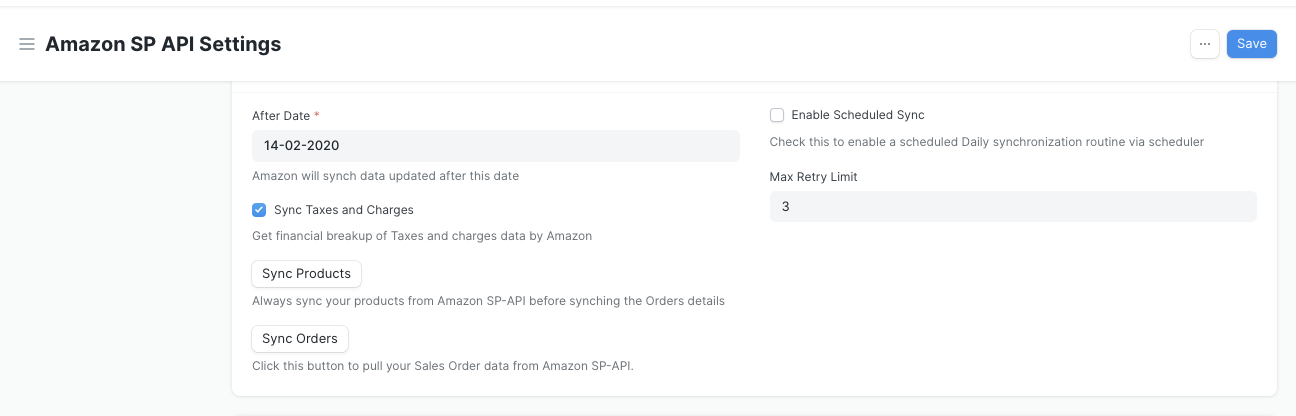 Amazon SP API Settings
...
Save
After Date *
14-02-2020
Amazon will synch data updated after this date
Sync Taxes and Charges
Get financial breakup of Taxes and charges data by Amazon
Sync Products
Always sync your products from Amazon SP-API before synching the Orders details
Sync Orders
Click this button to pull your Sales Order data from Amazon SP-API.
Enable Scheduled Sync
Check this to enable a scheduled Daily synchronization routine via scheduler
Max Retry Limit
3